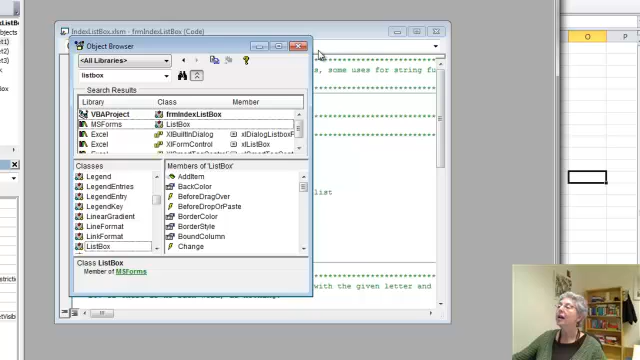 IndexListBox.xlsm - frmIndexListBox (Code)
Object Browser
<All Libraries>
listbox
s, some uses for string fu
Search Results
Library Class Member
VBAProject frmIndexListBox
MSForms ListBox
Excel XlBuiltInDialog xlDialogListboxP
Excel XlFormControl xlListBox
Classes Members of 'ListBox'
Legend AddItem
LegendEntries BackColor
LegendEntry BeforeDragOver
LegendKey BeforeDropOrPaste
LinearGradient BorderColor
LineFormat BorderStyle
LinkFormat BoundColumn
ListBox Change
list
Class ListBox
Member of MSForms
with the given letter and
O